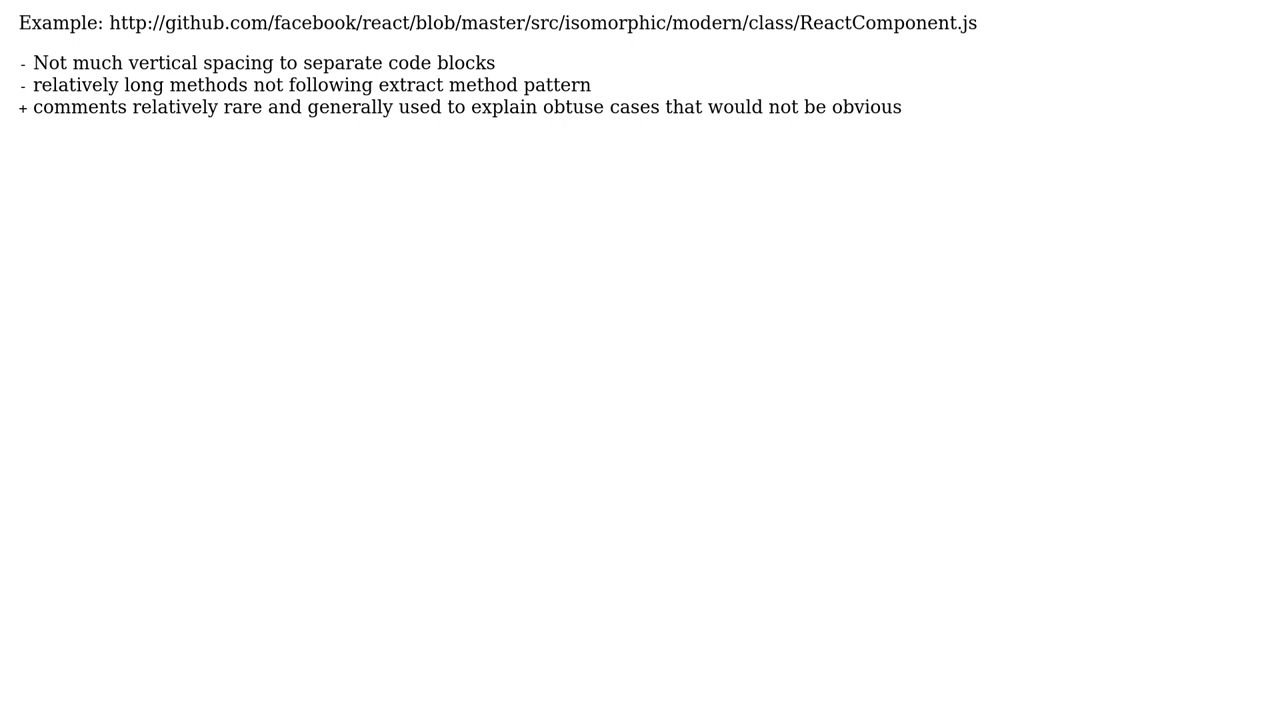 Example: http://github.com/facebook/react/blob/master/src/isomorphic/modern/class/ReactComponent.js
- Not much vertical spacing to separate code blocks
- relatively long methods not following extract method pattern
+ comments relatively rare and generally used to explain obtuse cases that would not be obvious